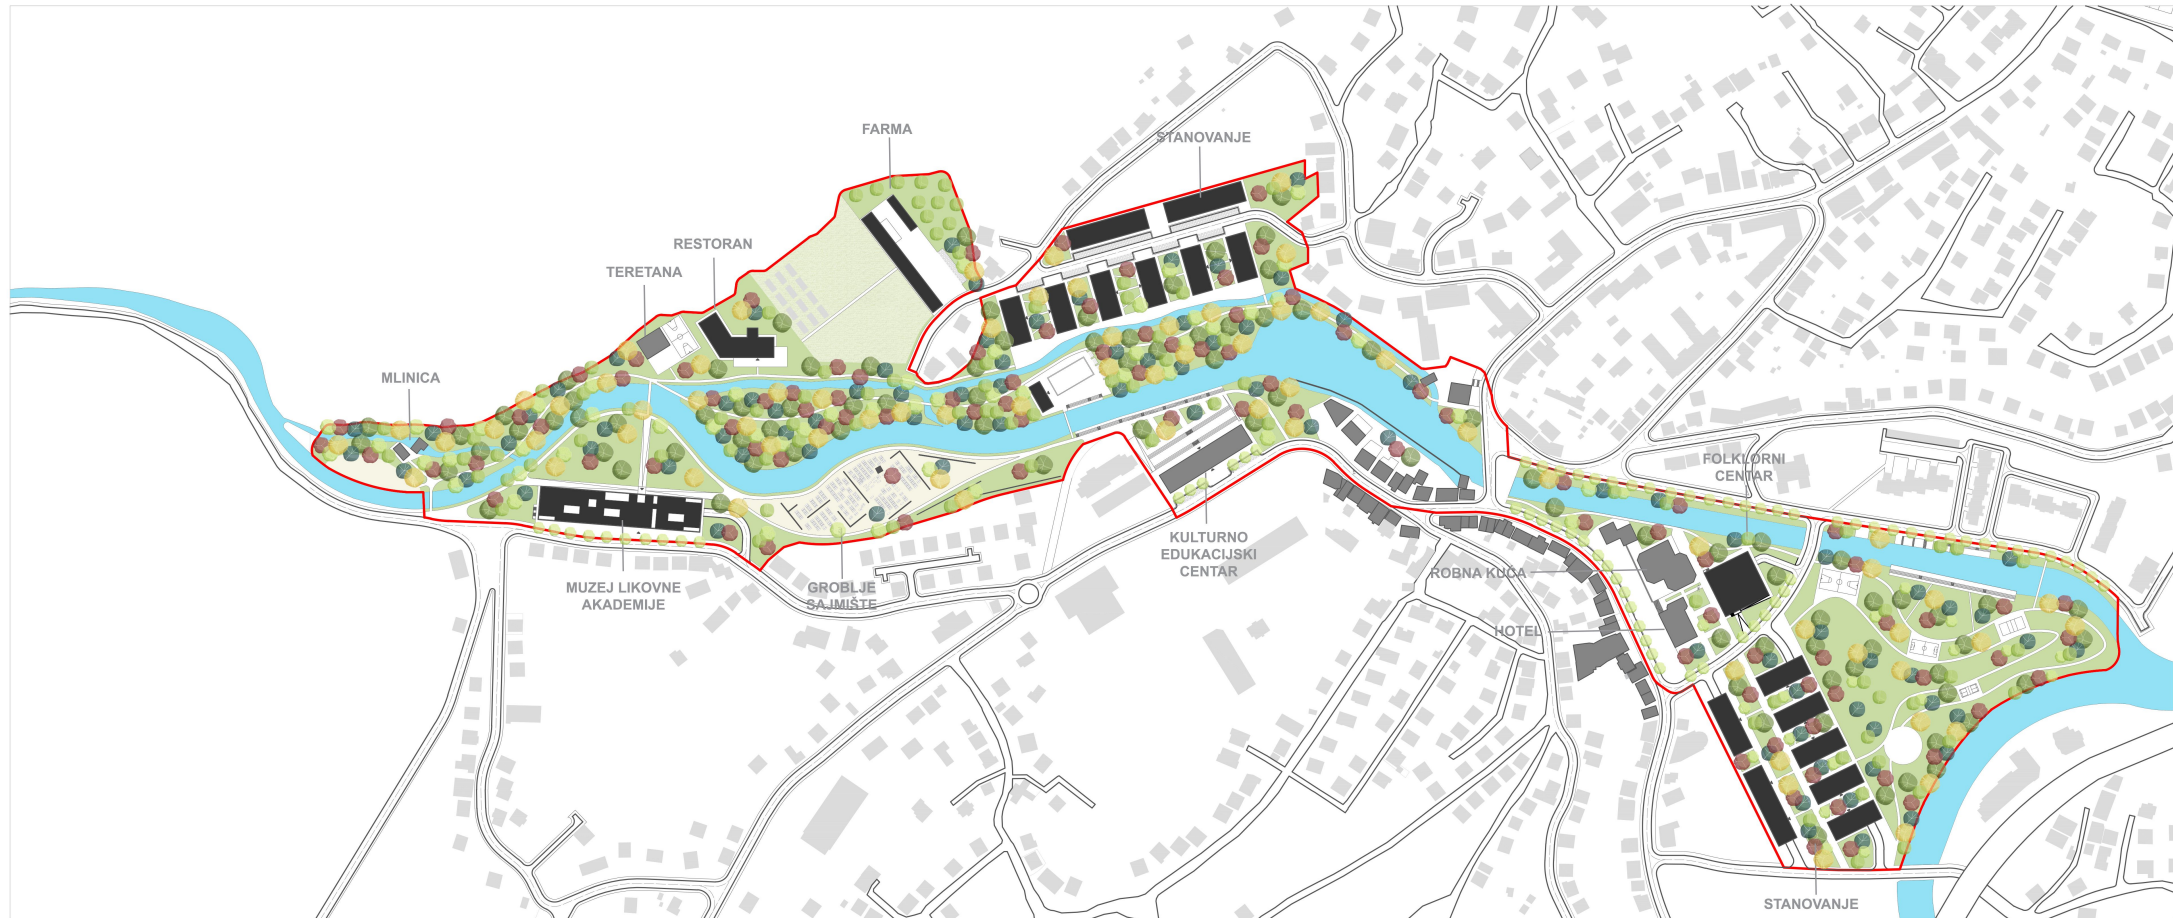 FARMA
STANOVANJE
RESTORAN
TERETANA
MLINICA
FOLKLORNI
CENTAR
KULTURNO
EDUKACIJSKI
CENTAR
ROBNA KUĆA
MUZEJ LIKOVNE
AKADEMIJE
GROBLJE
SAJMIŠTE
HOTEL
STANOVANJE